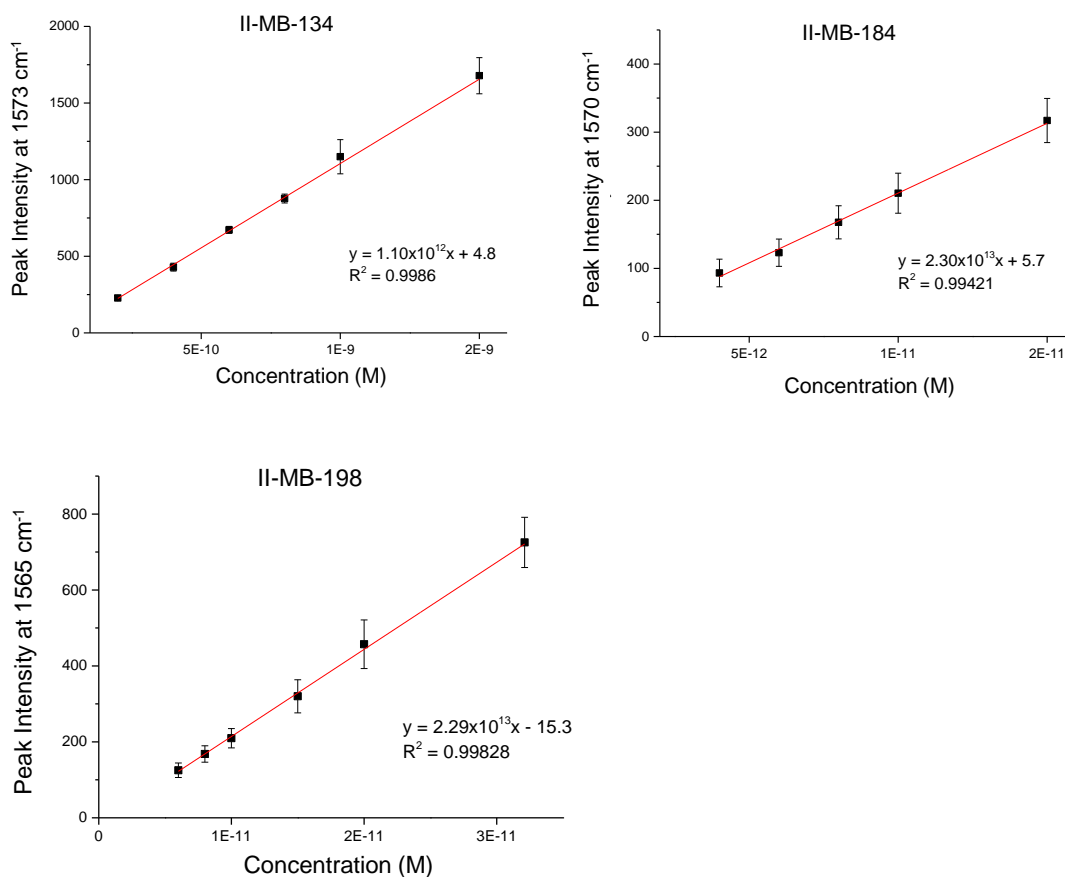 II-MB-134
Peak Intensity at 1573 cm⁻¹
2000
1500
1000
500
0
y = 1.10x10¹²x + 4.8
R² = 0.9986
5E-10 1E-9 2E-9
Concentration (M)
II-MB-184
Peak Intensity at 1570 cm⁻¹
400
300
200
100
0
y = 2.30x10¹³x + 5.7
R² = 0.99421
5E-12 1E-11 2E-11
Concentration (M)
II-MB-198
Peak Intensity at 1565 cm⁻¹
800
600
400
200
0
y = 2.29x10¹³x - 15.3
R² = 0.99828
0 1E-11 2E-11 3E-11
Concentration (M)